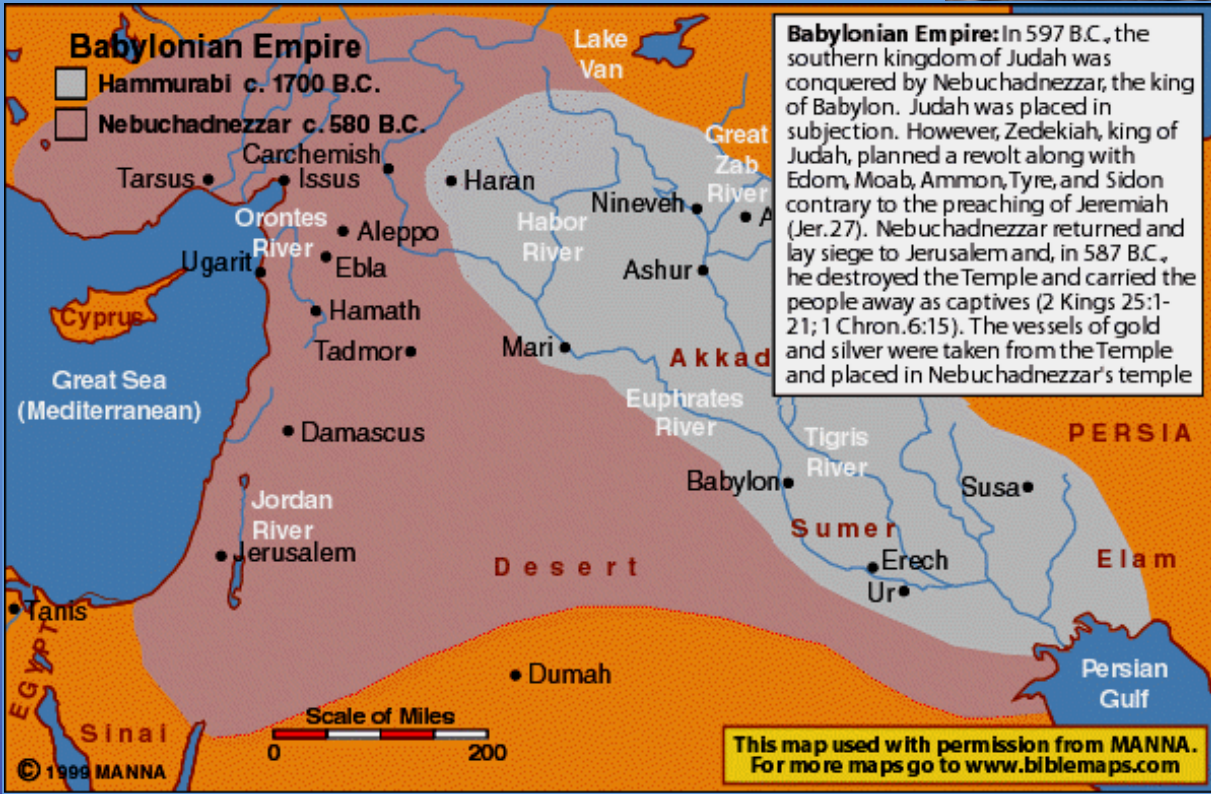 Babylonian Empire
Hammurabi c. 1700 B.C.
Nebuchadnezzar c. 580 B.C.
Babylonian Empire: In 597 B.C., the
southern kingdom of Judah was
conquered by Nebuchadnezzar, the king
of Babylon. Judah was placed in
subjection. However, Zedekiah, king of
Judah, planned a revolt along with
Edom, Moab, Ammon, Tyre, and Sidon
contrary to the preaching of Jeremiah
(Jer. 27). Nebuchadnezzar returned and
lay siege to Jerusalem and, in 587 B.C.,
he destroyed the Temple and carried the
people away as captives (2 Kings 25:1-
21; 1 Chron. 6:15). The vessels of gold
and silver were taken from the Temple
and placed in Nebuchadnezzar's temple
Lake
Van
Great
Zab
River
Carchemish
Tarsus
Issus
Haran
Nineveh
A
Orontes
River
Aleppo
Habor
River
Ugarit
Ebla
Ashur
Cyprus
Hamath
Tadmor
Mari
Akkad
Great Sea
(Mediterranean)
Euphrates
River
Damascus
Tigris
River
PERSIA
Babylon
Susa
Jordan
River
Sumer
Jerusalem
Desert
Erech
Elam
Ur
Tanis
EGYPT
Dumah
Persian
Gulf
Sinai
Scale of Miles
0 200
© 1999 MANNA
This map used with permission from MANNA.
For more maps go to www.biblemaps.com